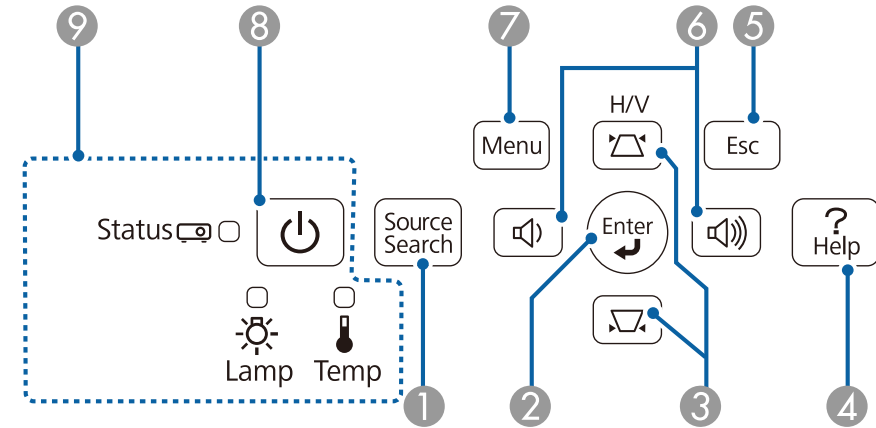 9
8
7
6
5
H/V
Menu
Esc
Status
Source
Search
Enter
?
Help
Lamp
Temp
1
2
3
4